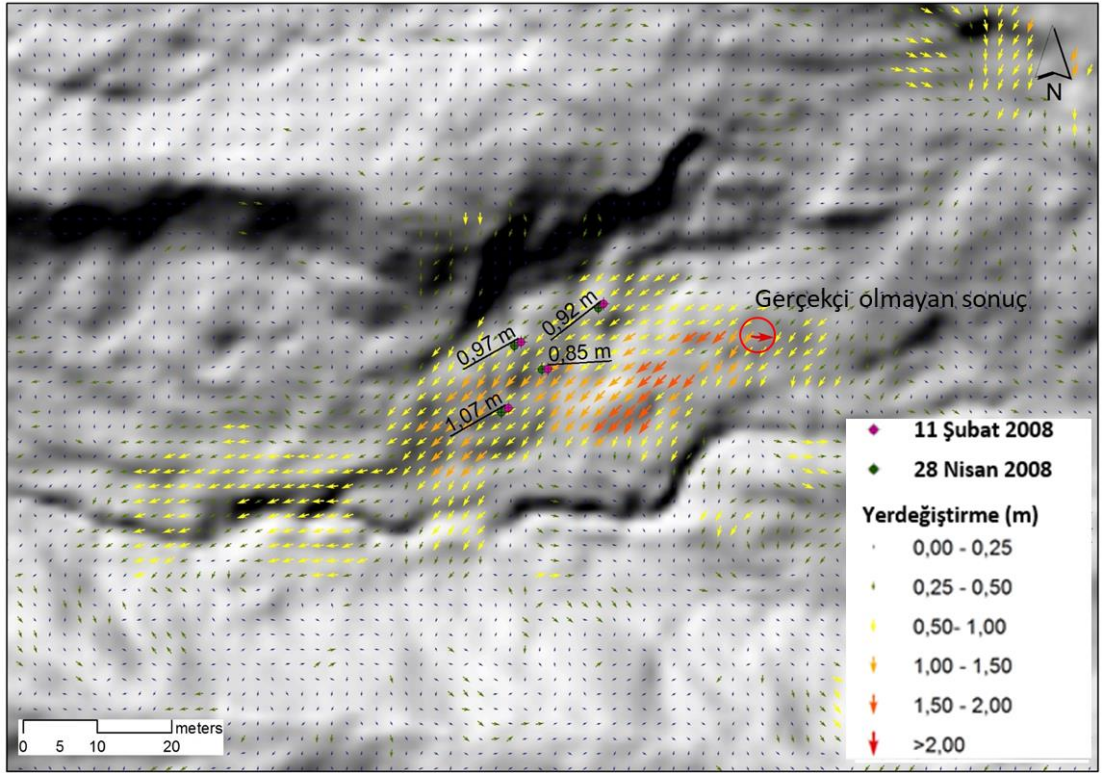 N
Gerçekçi olmayan sonuç
0,92 m
0,97 m
0,85 m
1,07 m
11 Şubat 2008
28 Nisan 2008
Yerdeğiştirme (m)
0,00 - 0,25
0,25 - 0,50
0,50- 1,00
1,00 - 1,50
1,50 - 2,00
>2,00
meters
0 5 10 20